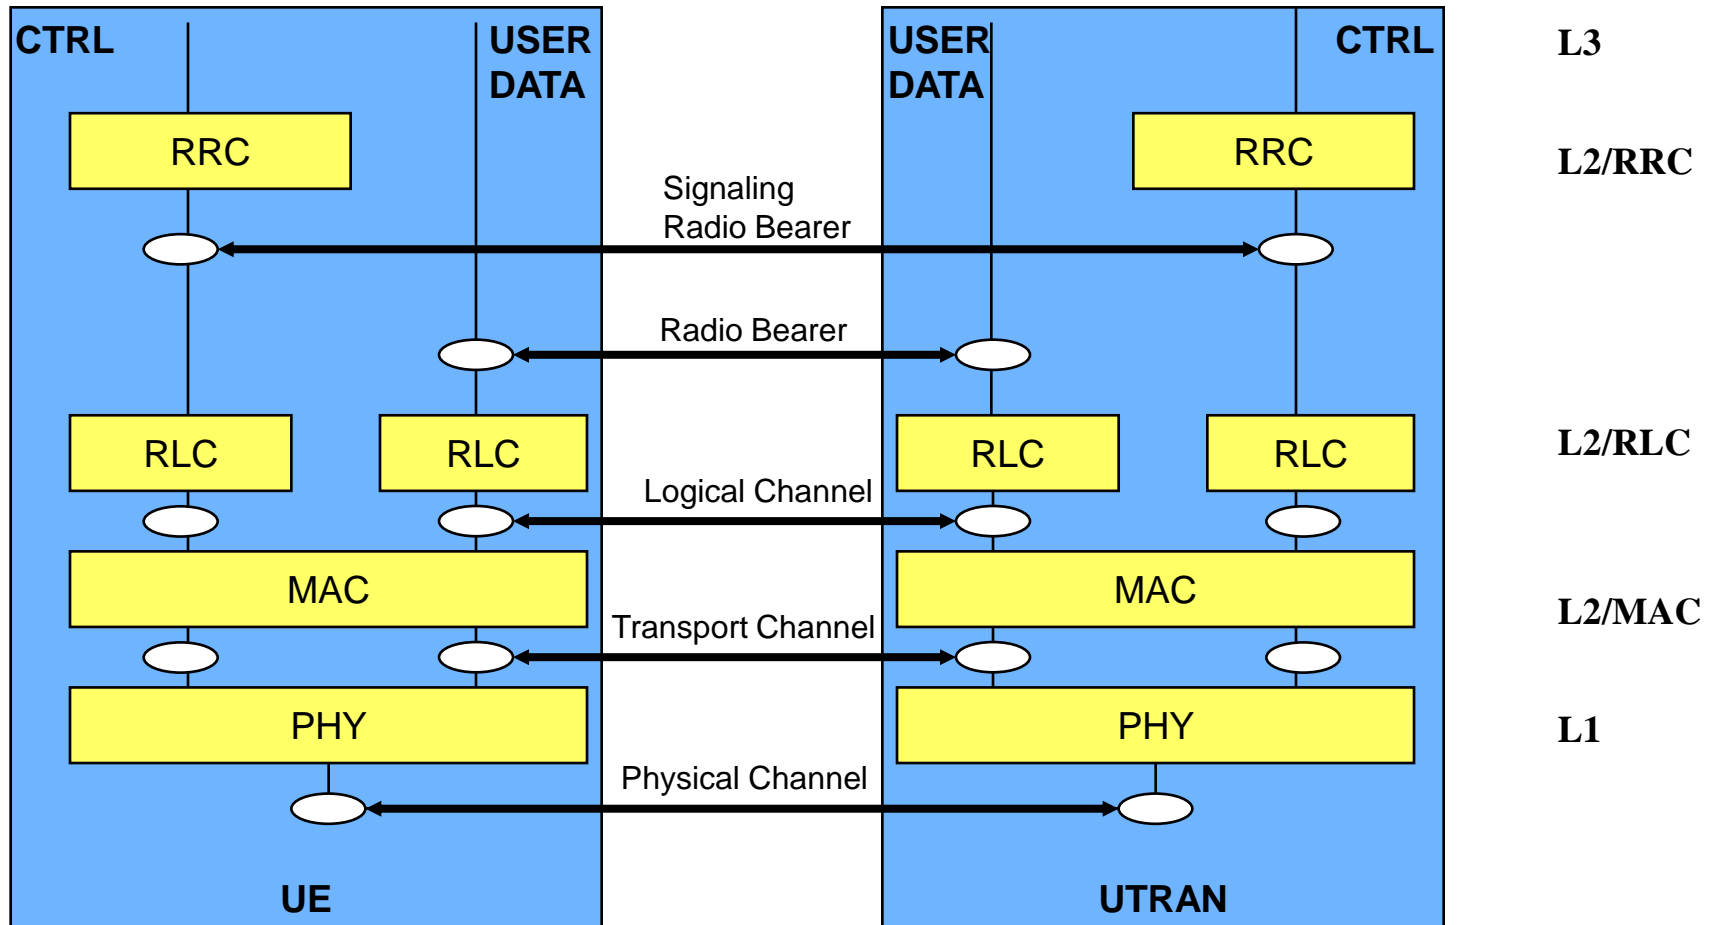 CTRL
USER
DATA
USER
DATA
CTRL
L3
RRC
RRC
L2/RRC
Signaling
Radio Bearer
Radio Bearer
RLC
RLC
RLC
RLC
L2/RLC
Logical Channel
MAC
MAC
L2/MAC
Transport Channel
PHY
PHY
L1
Physical Channel
UE
UTRAN